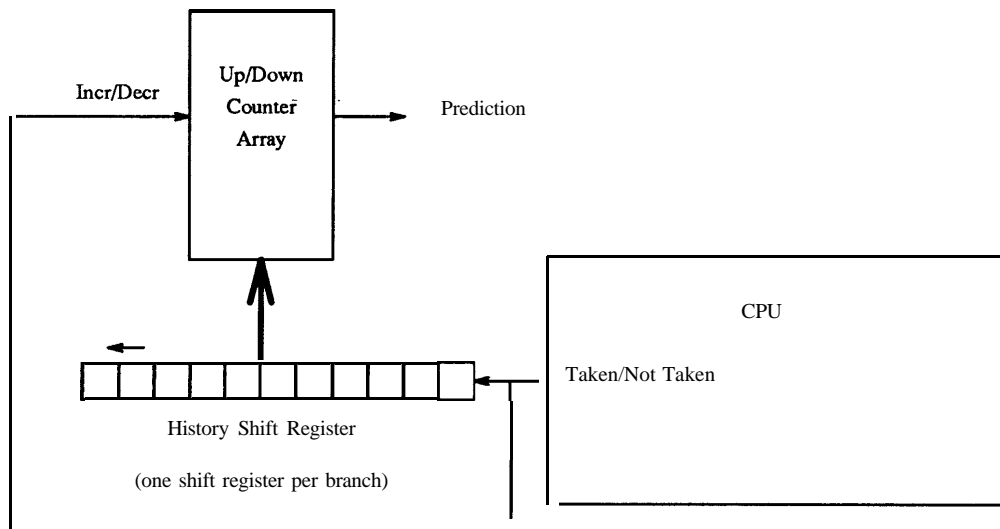 Up/Down
Counter
Array
Incr/Decr
Prediction
CPU
Taken/Not Taken
History Shift Register
(one shift register per branch)